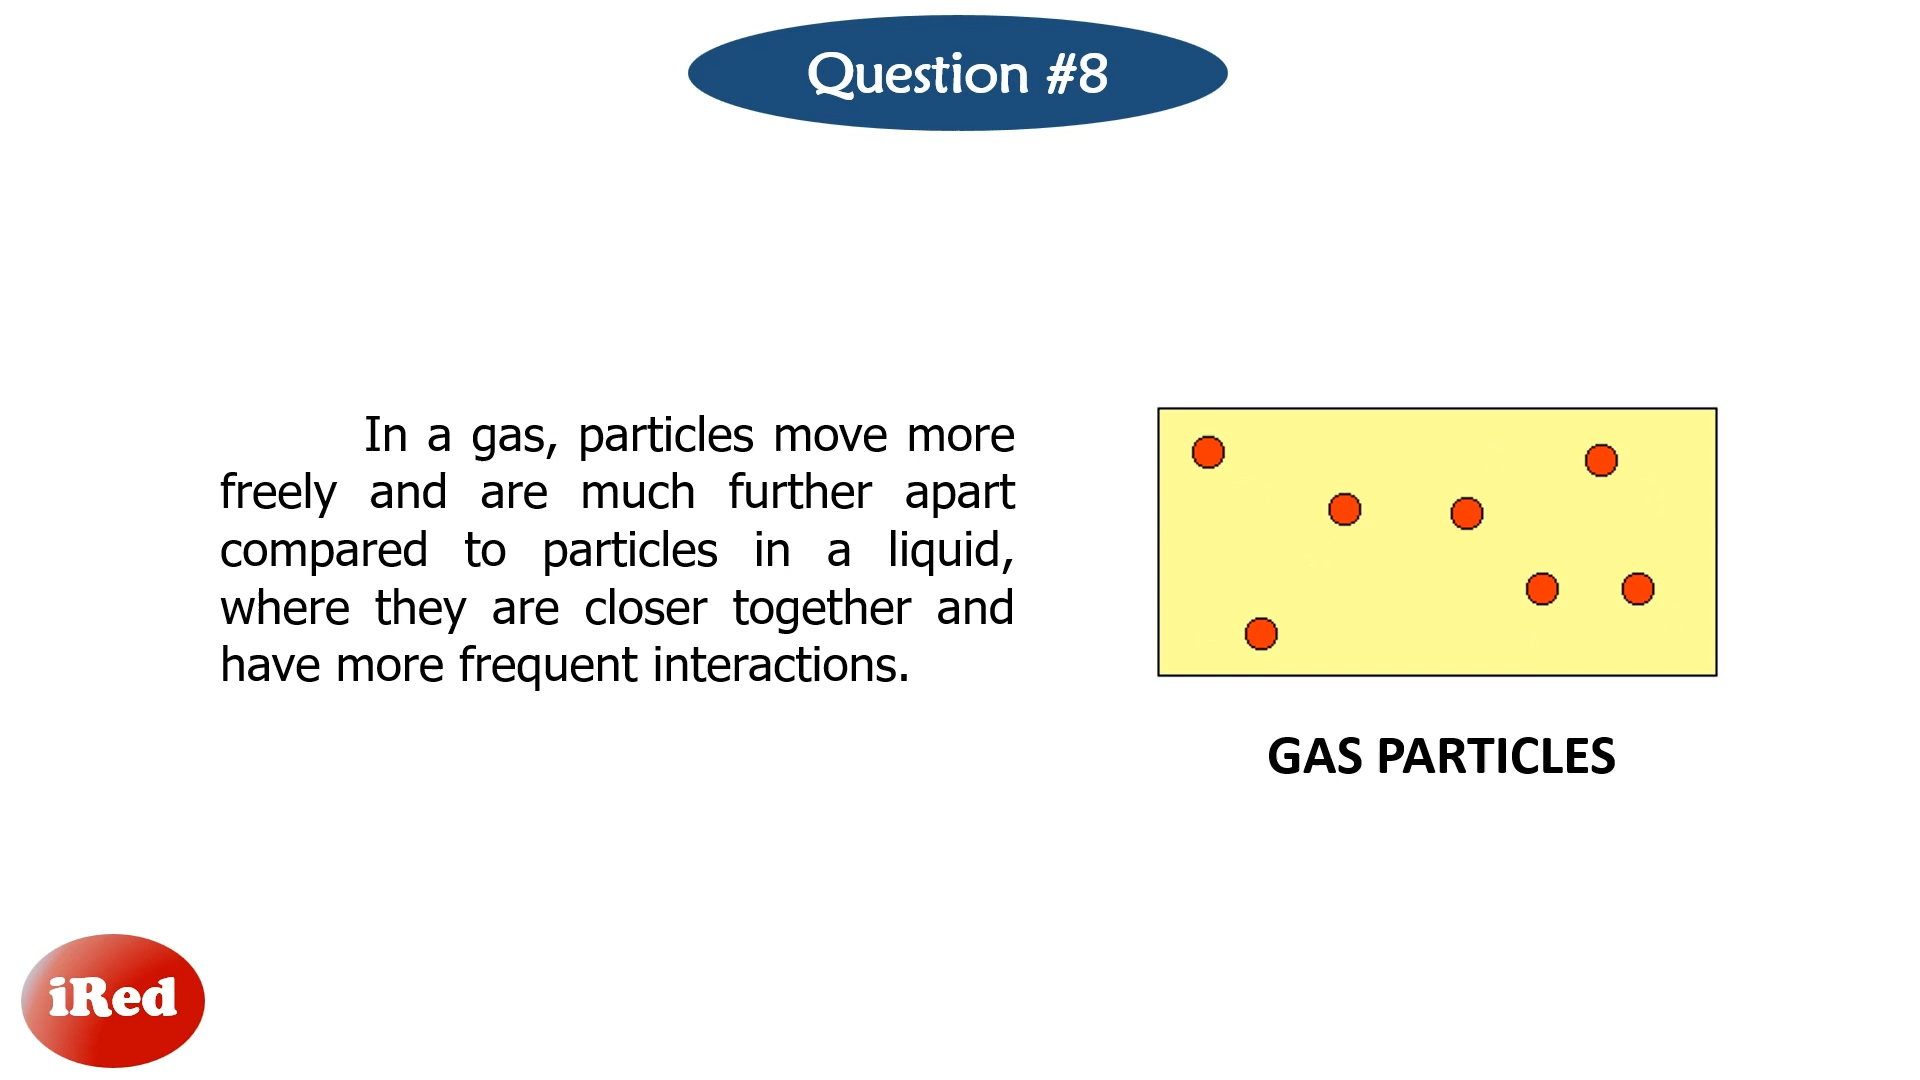 Question #8
In a gas, particles move more
freely and are much further apart
compared to particles in a liquid,
where they are closer together and
have more frequent interactions.
GAS PARTICLES
iRed